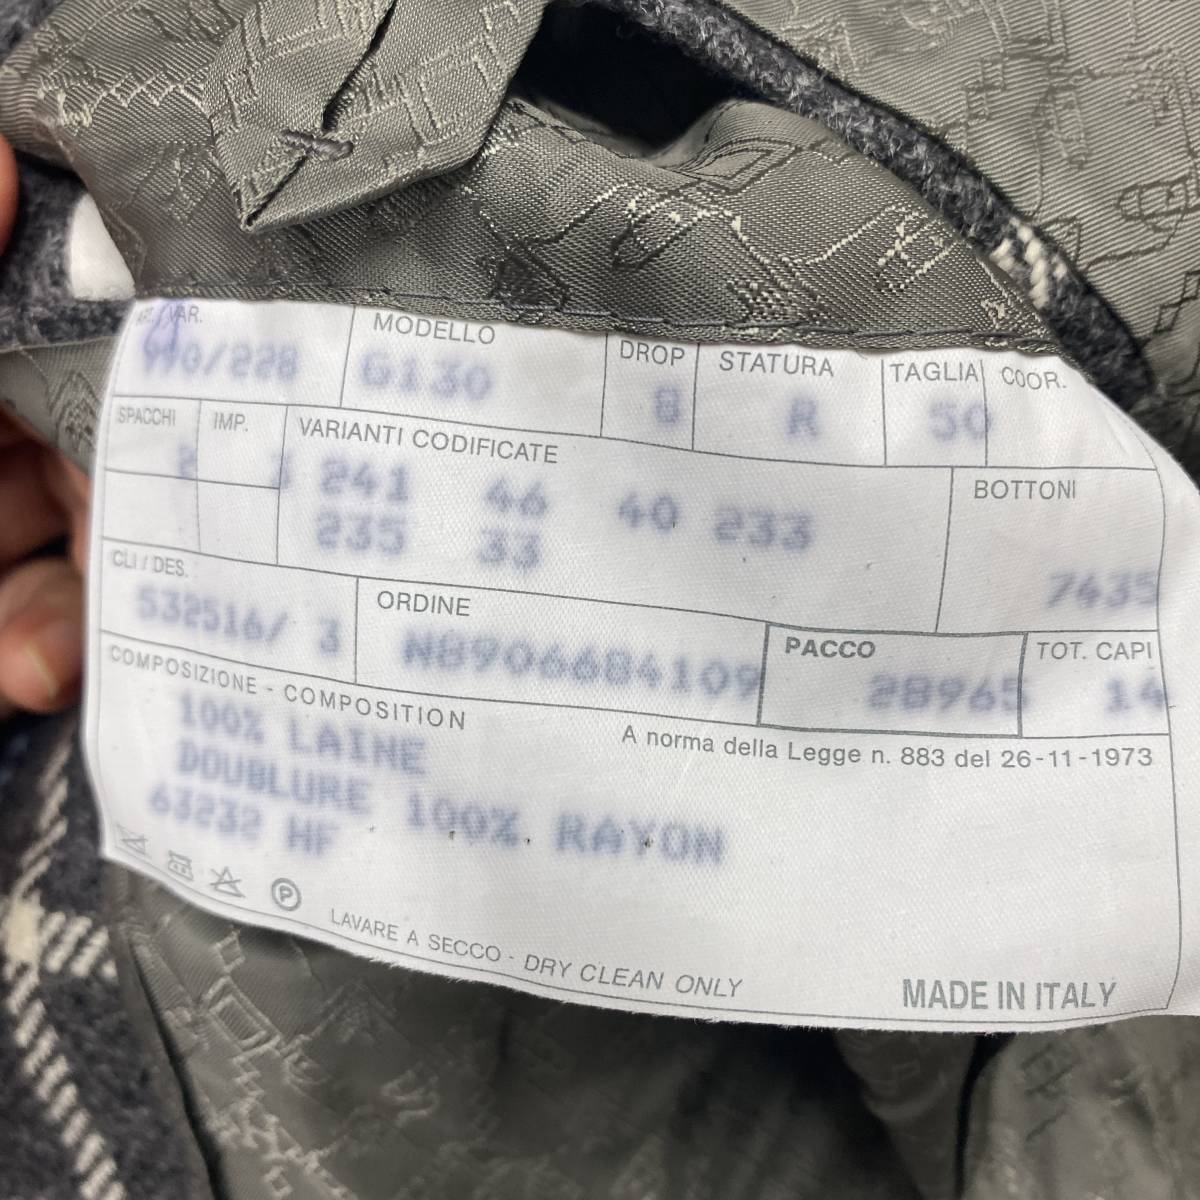 ART./VAR. MODELLO DROP STATURA TAGLIA COOR.
990/228 G130 8 R 50
SPACCHI IMP. VARIANTI CODIFICATE BOTTONI
2 241 46 40 233
235 33 7435
CLI / DES. ORDINE PACCO TOT. CAPI
532516/ 3 N8906684109 28965 14
COMPOSIZIONE - COMPOSITION A norma della Legge n. 883 del 26-11-1973
100% LAINE
DOUBLURE 100% RAYON
63232 HF
P LAVARE A SECCO - DRY CLEAN ONLY MADE IN ITALY